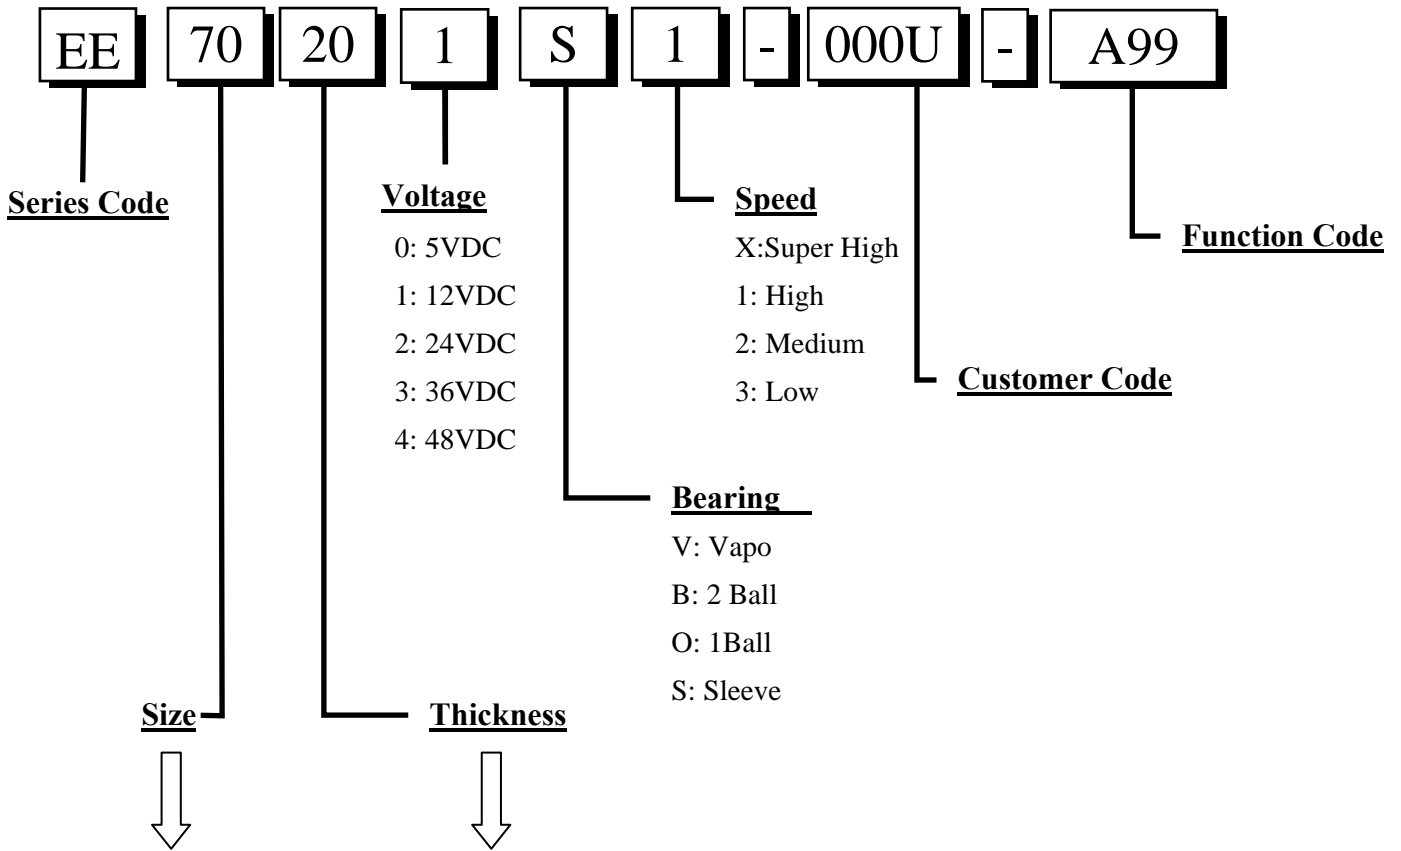 EE 70 20 1 S 1 - 000U - A99
Series Code
Voltage
0: 5VDC
1: 12VDC
2: 24VDC
3: 36VDC
4: 48VDC
Speed
X:Super High
1: High
2: Medium
3: Low
Function Code
Customer Code
Bearing
V: Vapo
B: 2 Ball
O: 1Ball
S: Sleeve
Size
Thickness